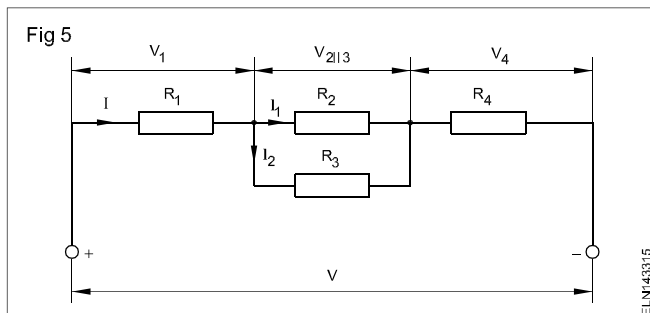 Fig 5
V1 V2||3 V4
I R1 I1 R2 R4
I2 R3
+ –
V
ELN143315